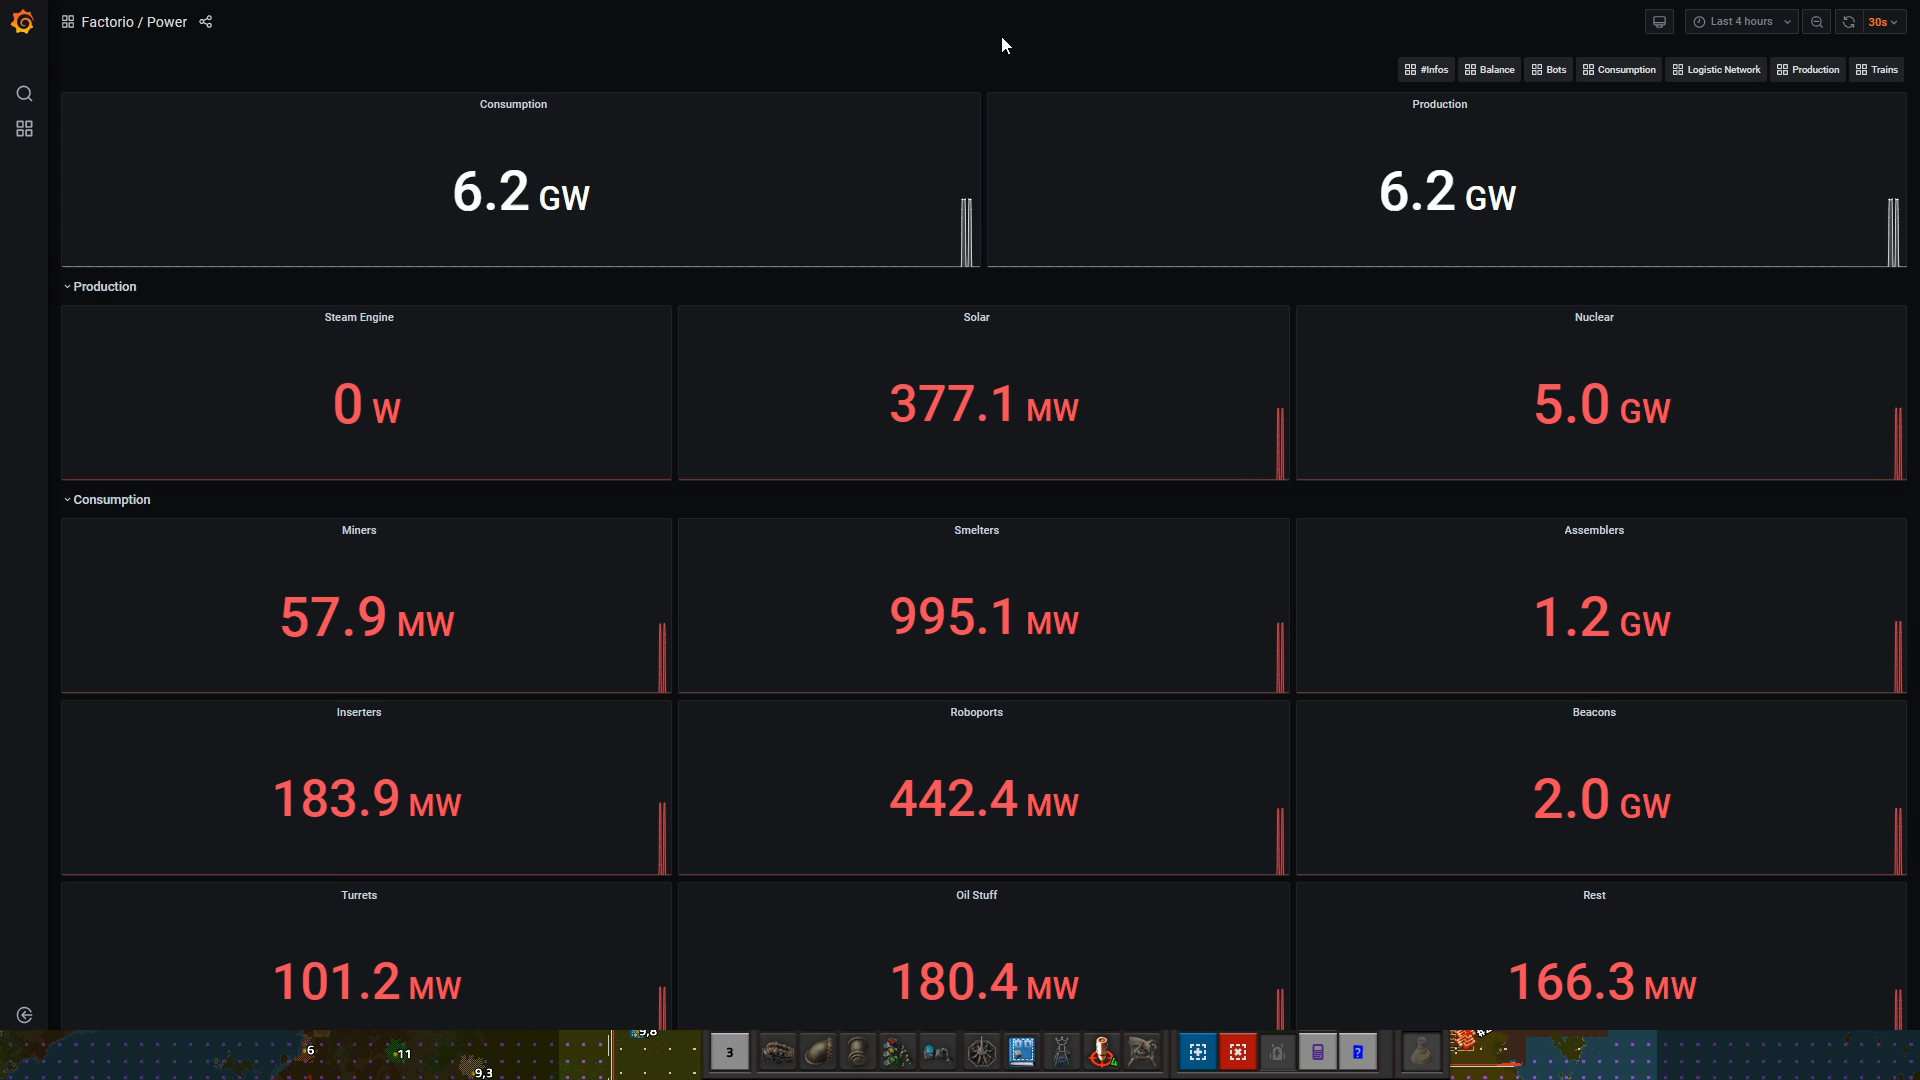 Factorio / Power
Last 4 hours
30s
#Infos
Balance
Bots
Consumption
Logistic Network
Production
Trains
Consumption
6.2 GW
Production
6.2 GW
Production
Steam Engine
0 W
Solar
377.1 MW
Nuclear
5.0 GW
Consumption
Miners
57.9 MW
Smelters
995.1 MW
Assemblers
1.2 GW
Inserters
183.9 MW
Roboports
442.4 MW
Beacons
2.0 GW
Turrets
101.2 MW
Oil Stuff
180.4 MW
Rest
166.3 MW
6
11
9,3
9,8
3
4
?